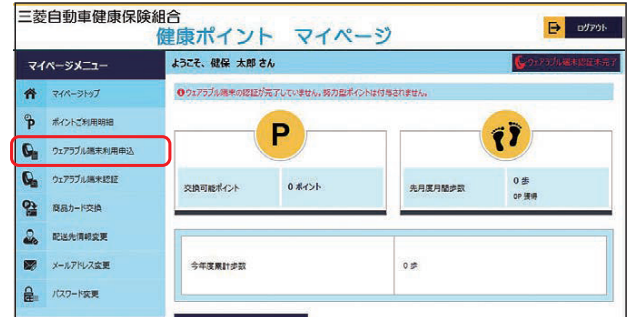 三菱自動車健康保険組合
健康ポイント マイページ
ログアウト
マイページメニュー
ようこそ、健保 太郎 さん
ウェアラブル端末認証未完了
マイページトップ
ウェアラブル端末の認証が完了していません。努力型ポイントは付与されません。
ポイントご利用明細
P
ウェアラブル端末利用申込
ウェアラブル端末認証
交換可能ポイント 0 ポイント
先月度月間歩数 0 歩
0P 獲得
商品カード交換
配送先情報変更
メールアドレス変更
今年度累計歩数 0 歩
パスワード変更